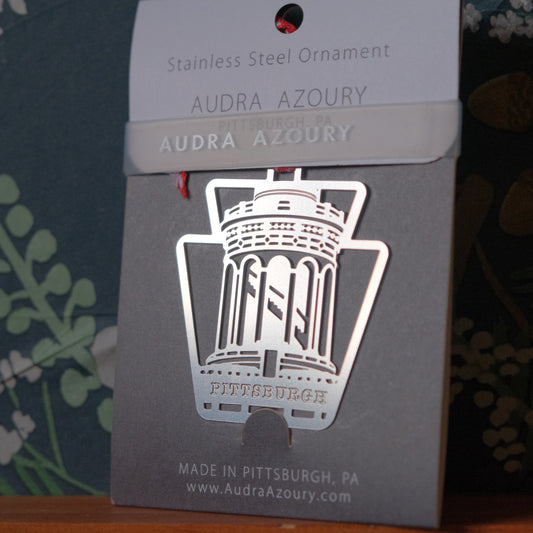 Stainless Steel Ornament
AUDRA AZOURY
PITTSBURGH, PA
AUDRA AZOURY
PITTSBURGH
MADE IN PITTSBURGH, PA
www.AudraAzoury.com